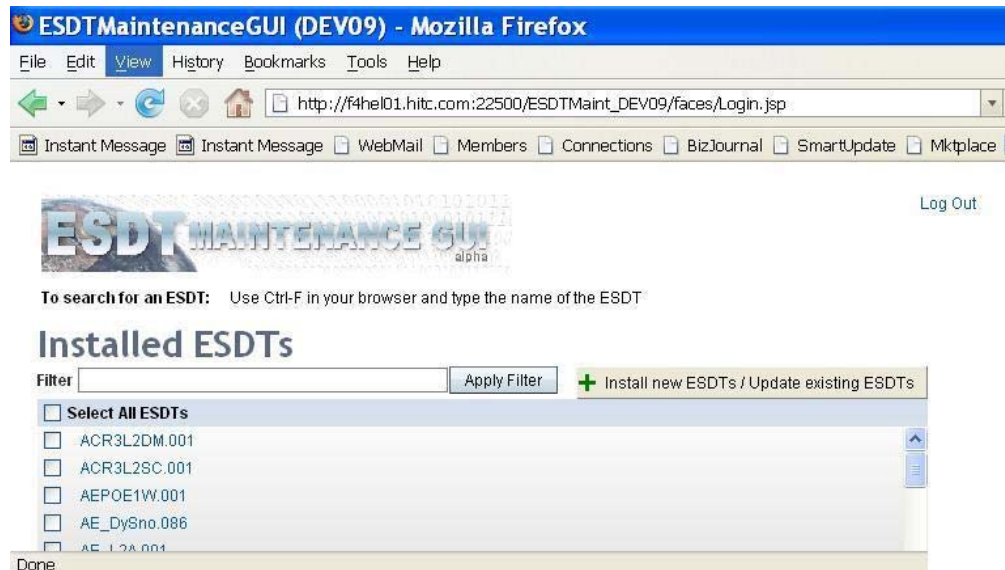 ESDTMaintenanceGUI (DEV09) - Mozilla Firefox
File Edit View History Bookmarks Tools Help
http://f4hel01.hitc.com:22500/ESDTMaint_DEV09/faces/Login.jsp
Instant Message Instant Message WebMail Members Connections BizJournal SmartUpdate Mktplace
Log Out
ESDT MAINTENANCE GUI
alpha
To search for an ESDT: Use Ctrl-F in your browser and type the name of the ESDT
Installed ESDTs
Filter Apply Filter Install new ESDTs / Update existing ESDTs
Select All ESDTs
ACR3L2DM.001
ACR3L2SC.001
AEPOE1W.001
AE_DySno.086
AE_L2A.001
Done